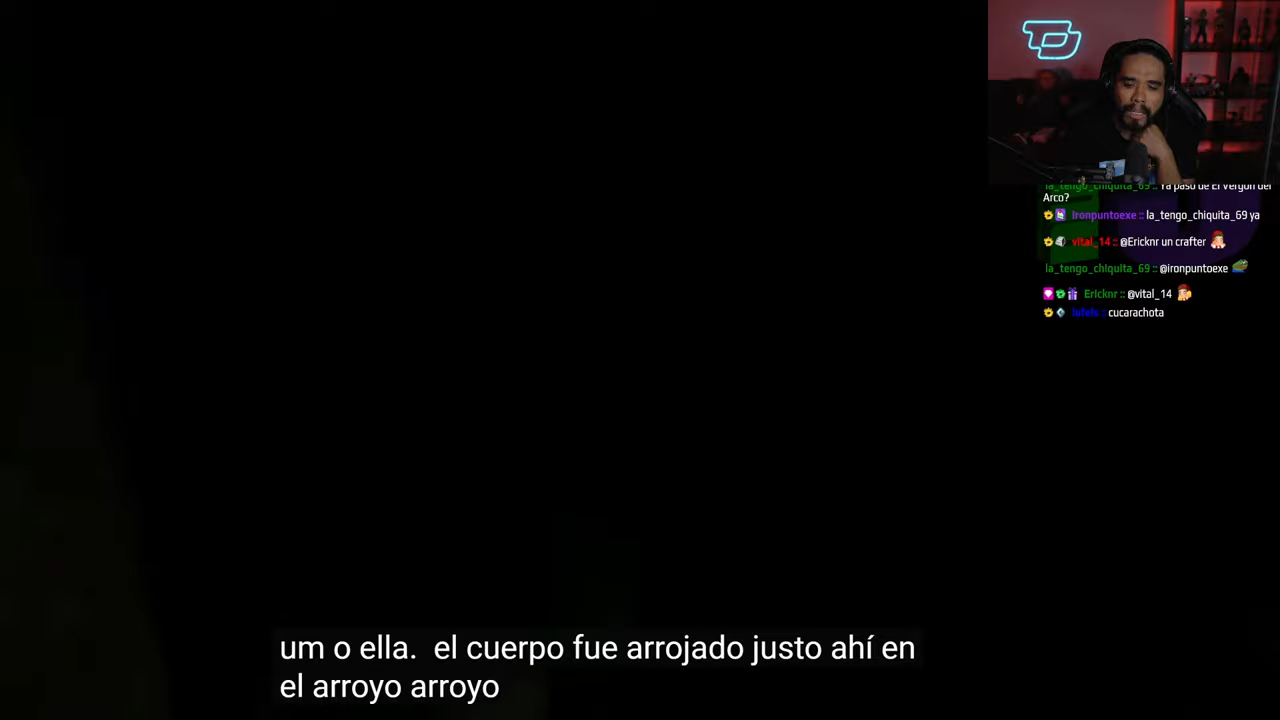 la_tengo_chiquita_69 :: Ya paso de El Vergon del
Arco?
Ironpuntoexe :: la_tengo_chiquita_69 ya
vital_14 :: @Ericknr un crafter
la_tengo_chiquita_69 :: @ironpuntoexe
Ericknr :: @vital_14
cucarachota
um o ella. el cuerpo fue arrojado justo ahí en
el arroyo arroyo